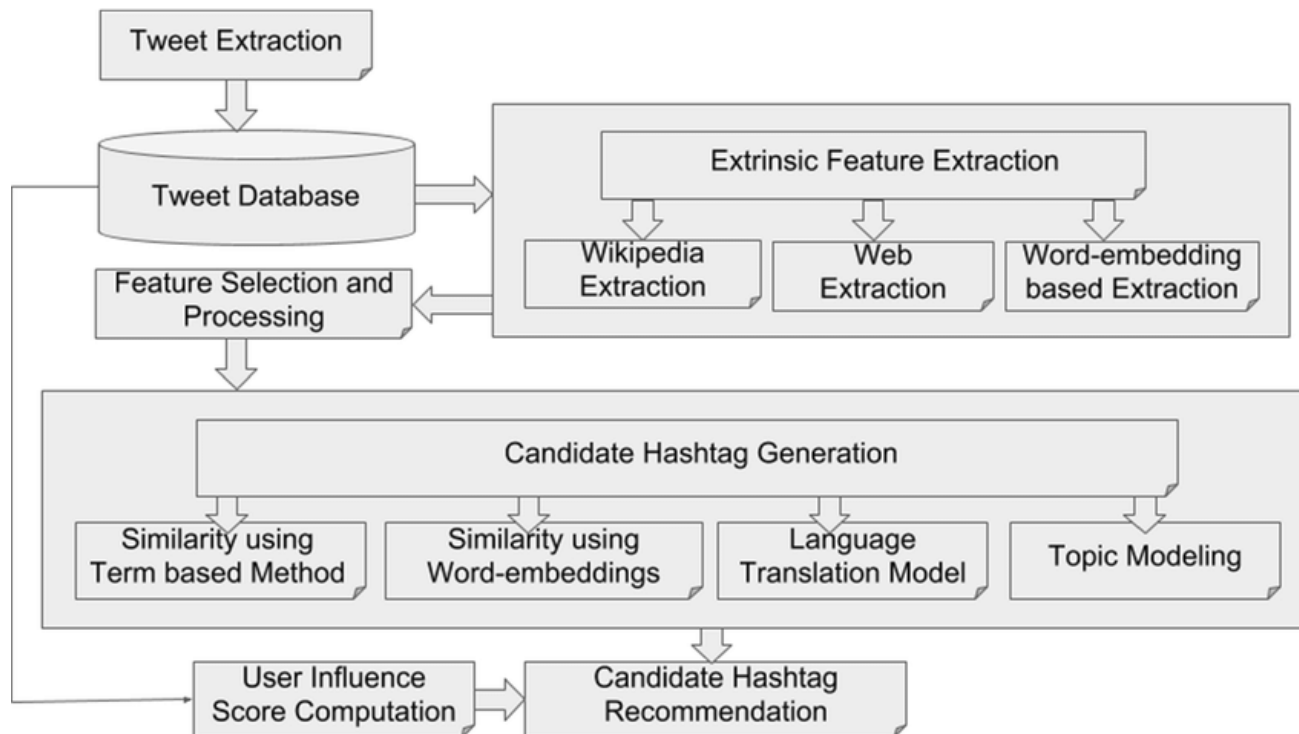 Tweet Extraction
Tweet Database
Extrinsic Feature Extraction
Wikipedia
Extraction
Web
Extraction
Word-embedding
based Extraction
Feature Selection and
Processing
Candidate Hashtag Generation
Similarity using
Term based Method
Similarity using
Word-embeddings
Language
Translation Model
Topic Modeling
User Influence
Score Computation
Candidate Hashtag
Recommendation